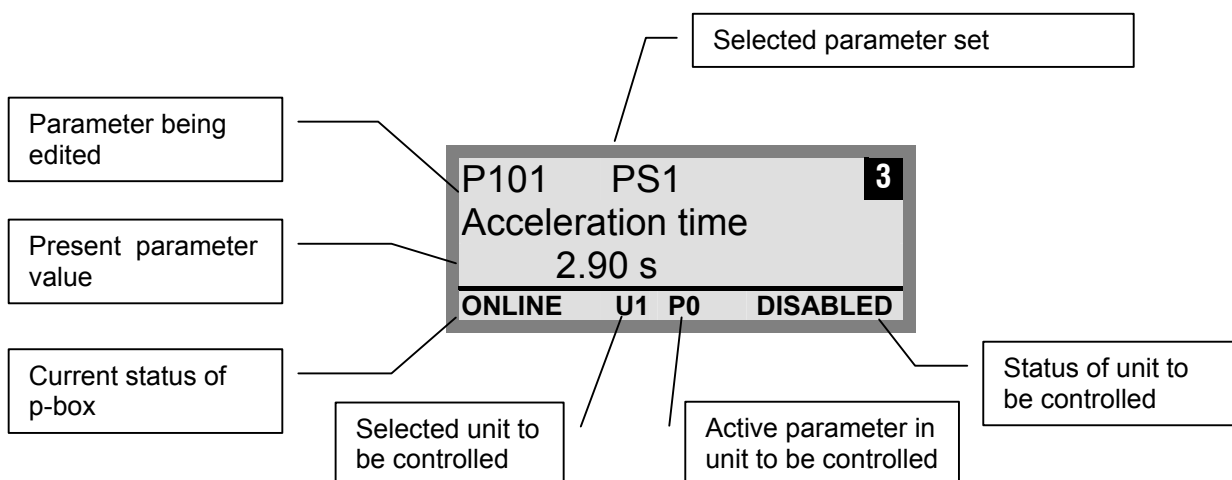 Selected parameter set
Parameter being
edited
P101 PS1 3
Acceleration time
2.90 s
ONLINE U1 P0 DISABLED
Present parameter
value
Current status of
p-box
Selected unit to
be controlled
Active parameter in
unit to be controlled
Status of unit to
be controlled